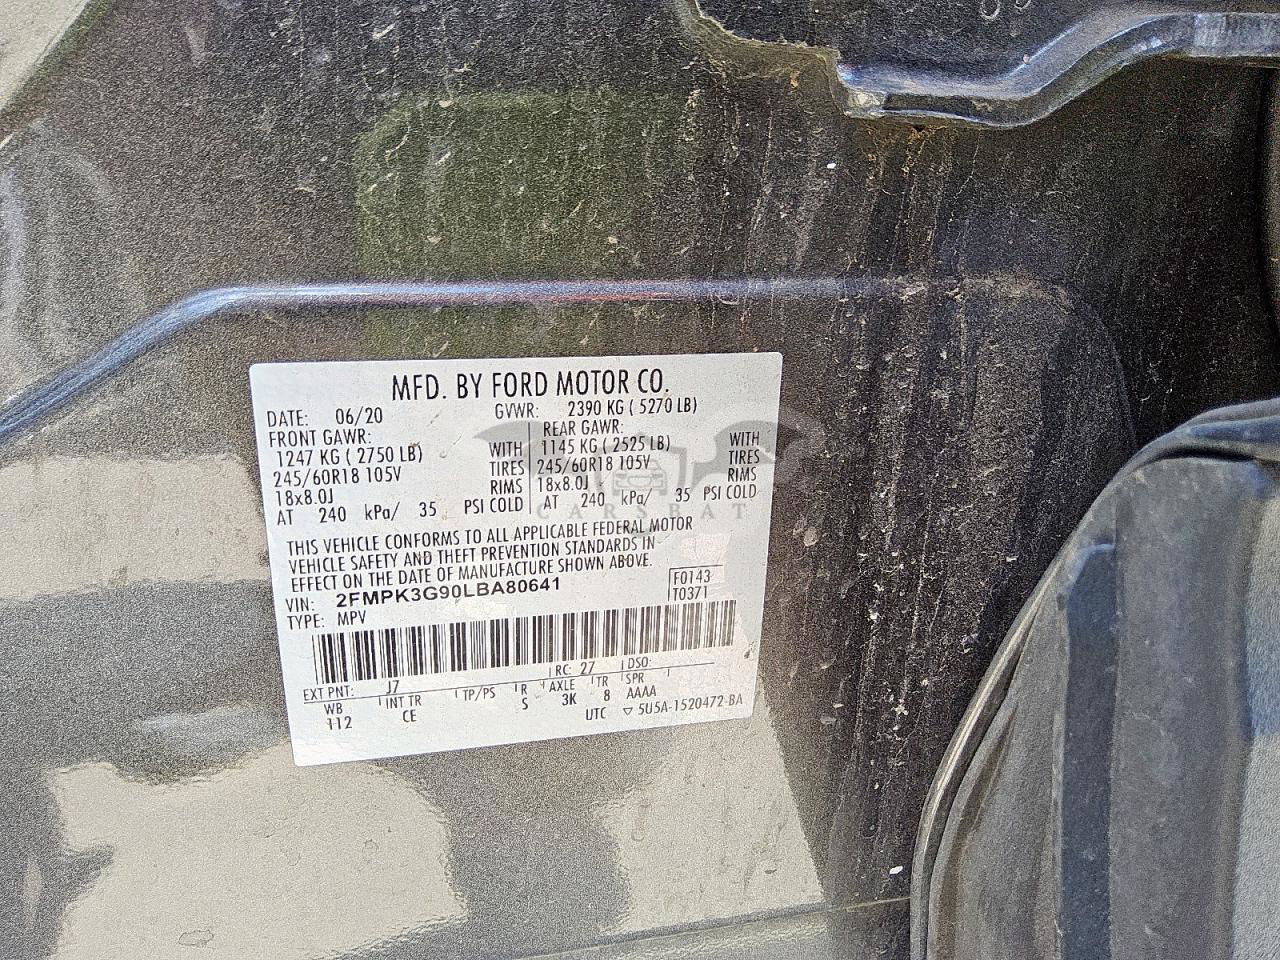 MFD. BY FORD MOTOR CO.
DATE: 06/20 GVWR: 2390 KG ( 5270 LB)
FRONT GAWR: REAR GAWR:
1247 KG ( 2750 LB) WITH 1145 KG ( 2525 LB) WITH
245/60R18 105V TIRES 245/60R18 105V TIRES
18x8.0J RIMS 18x8.0J RIMS
AT 240 kPa/ 35 PSI COLD AT 240 kPa/ 35 PSI COLD
CARSBAT
THIS VEHICLE CONFORMS TO ALL APPLICABLE FEDERAL MOTOR
VEHICLE SAFETY AND THEFT PREVENTION STANDARDS IN
EFFECT ON THE DATE OF MANUFACTURE SHOWN ABOVE.
VIN: 2FMPK3G90LBA80641 F0143
TYPE: MPV T0371
EXT PNT: J7 RC: 27 DSO:
WB INT TR TP/PS R AXLE TR SPR
112 CE S 3K 8 AAAA
UTC ▽ 5U5A-1520472-BA